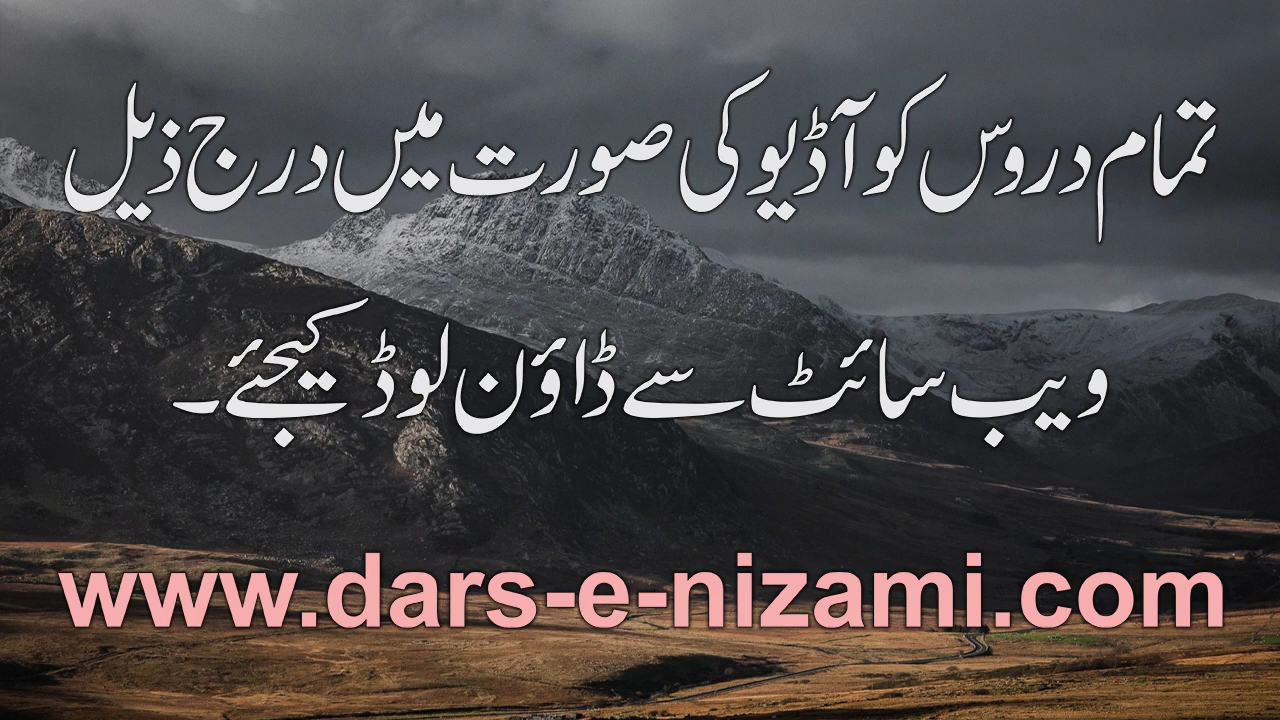 تمام دروس کو آڈیو کی صورت میں درج ذیل
ویب سائٹ سے ڈاؤن لوڈ کیجئے۔
www.dars-e-nizami.com